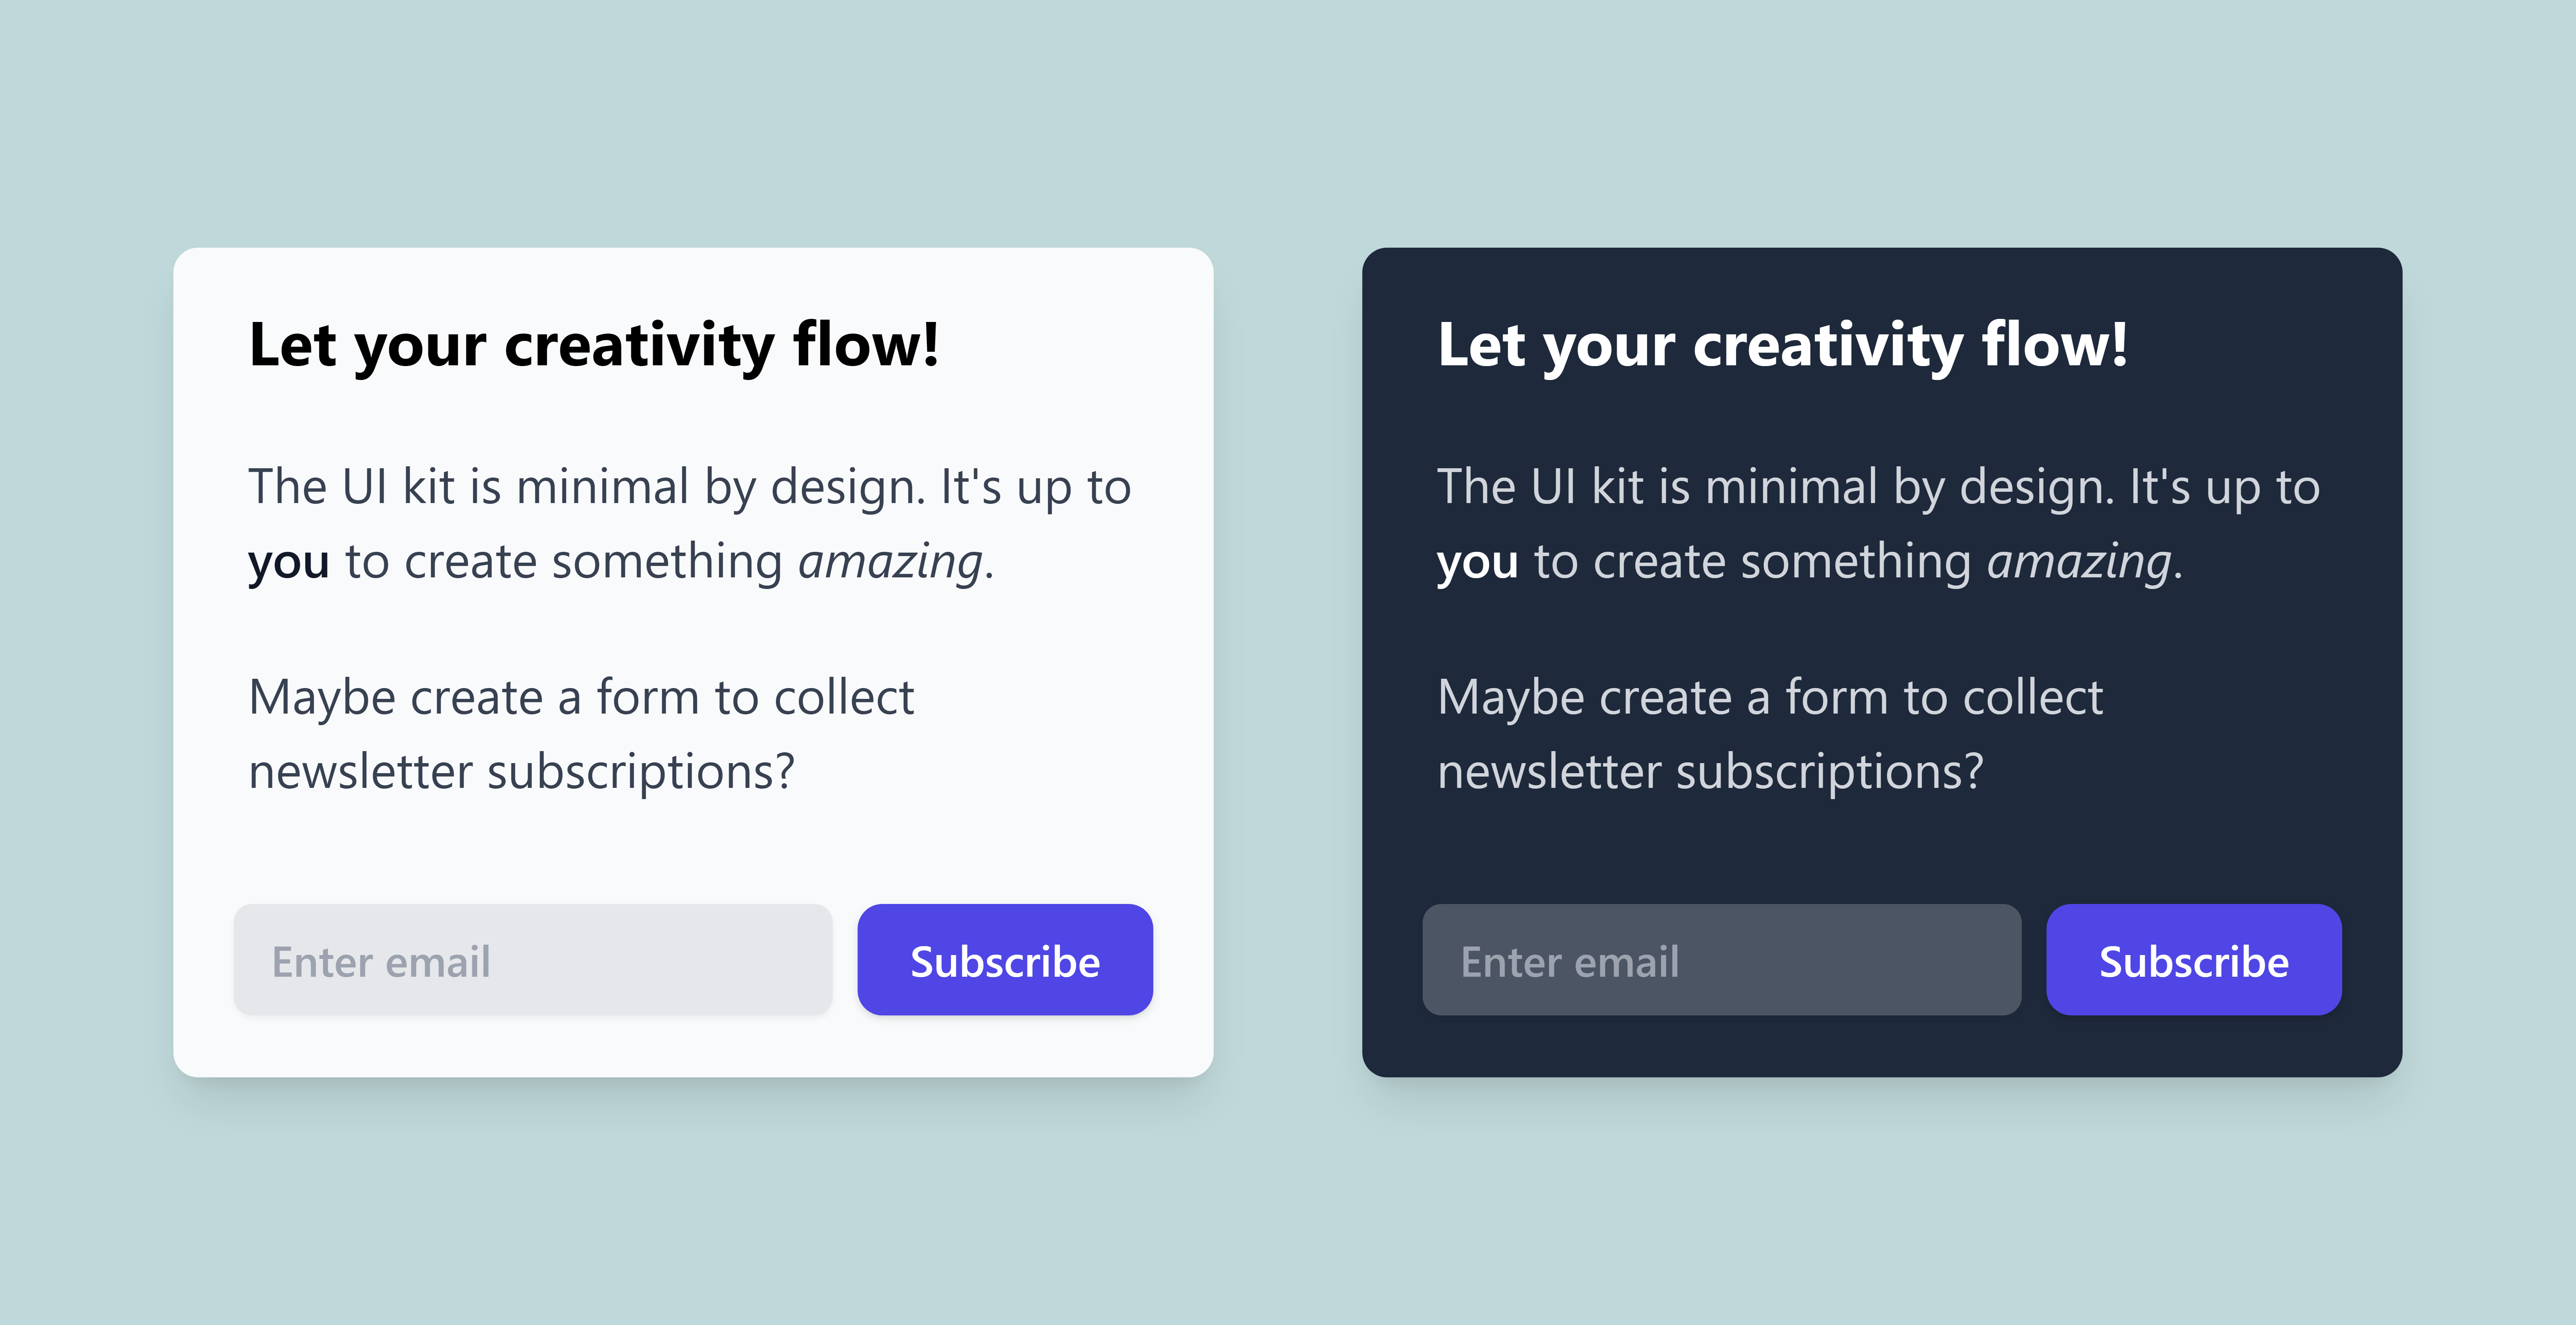 Let your creativity flow!
The UI kit is minimal by design. It's up to
you to create something amazing.
Maybe create a form to collect
newsletter subscriptions?
Enter email
Subscribe
Let your creativity flow!
The UI kit is minimal by design. It's up to
you to create something amazing.
Maybe create a form to collect
newsletter subscriptions?
Enter email
Subscribe